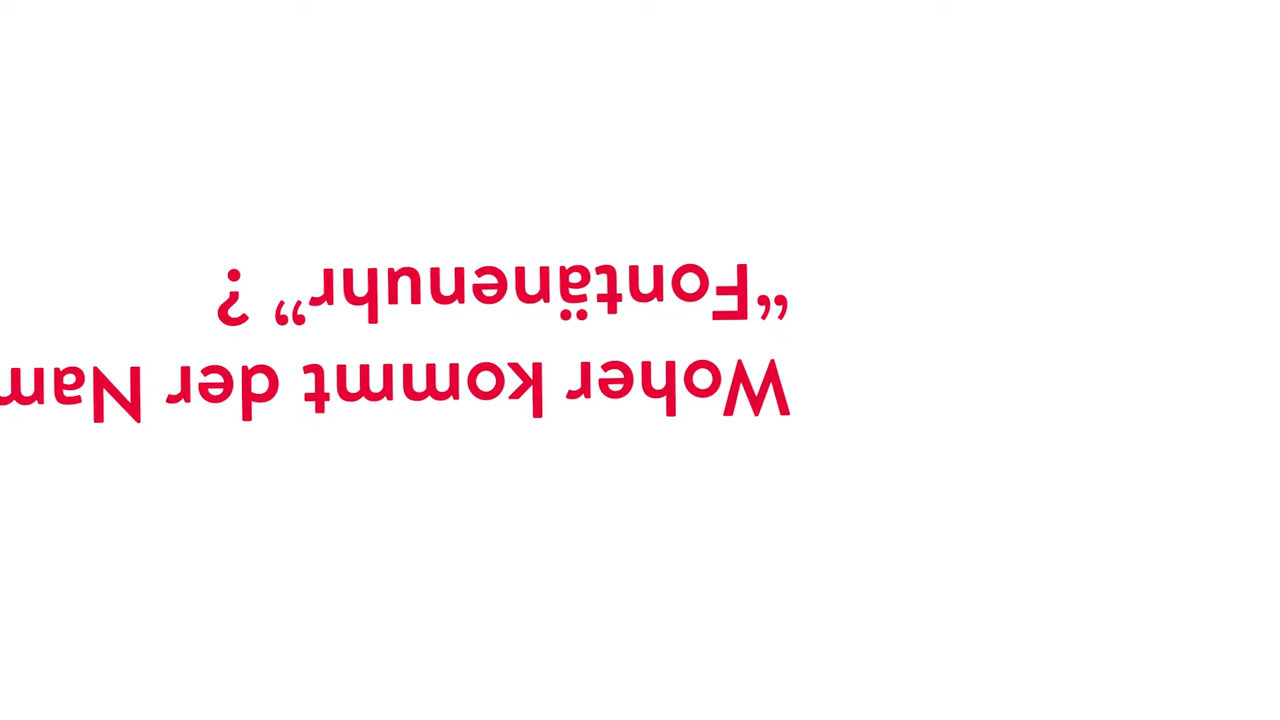 Woher kommt der Nam
“Fontänenuhr” ?